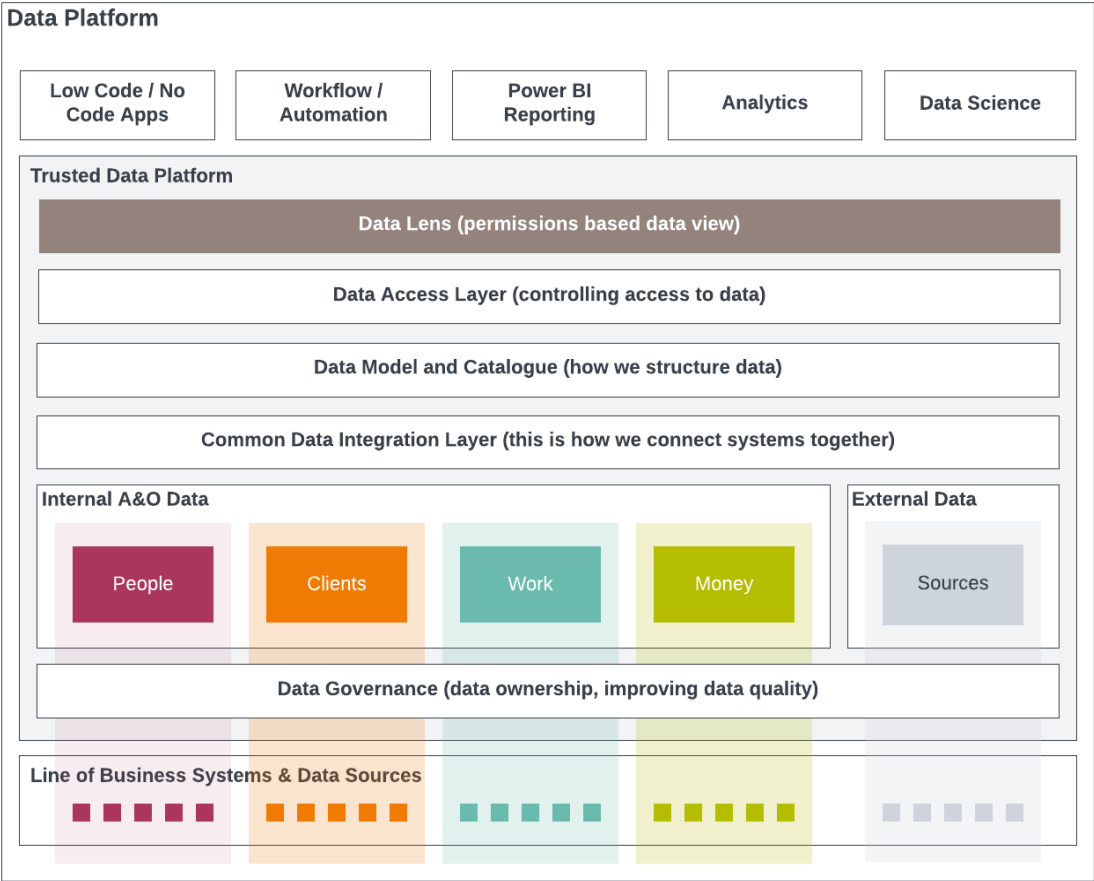 Data Platform
Low Code / No
Code Apps
Workflow /
Automation
Power BI
Reporting
Analytics
Data Science
Trusted Data Platform
Data Lens (permissions based data view)
Data Access Layer (controlling access to data)
Data Model and Catalogue (how we structure data)
Common Data Integration Layer (this is how we connect systems together)
Internal A&O Data
External Data
People
Clients
Work
Money
Sources
Data Governance (data ownership, improving data quality)
Line of Business Systems & Data Sources